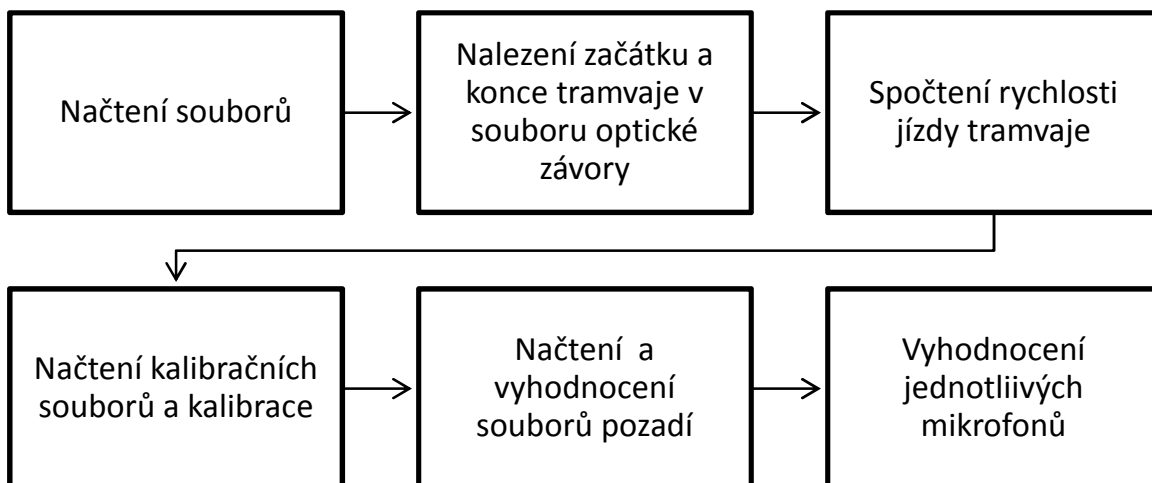 Načtení souborů
Nalezení začátku a
konce tramvaje v
souboru optické
závory
Spočtení rychlosti
jízdy tramvaje
Načtení kalibračních
souborů a kalibrace
Načtení a
vyhodnocení
souborů pozadí
Vyhodnocení
jednotliivých
mikrofonů